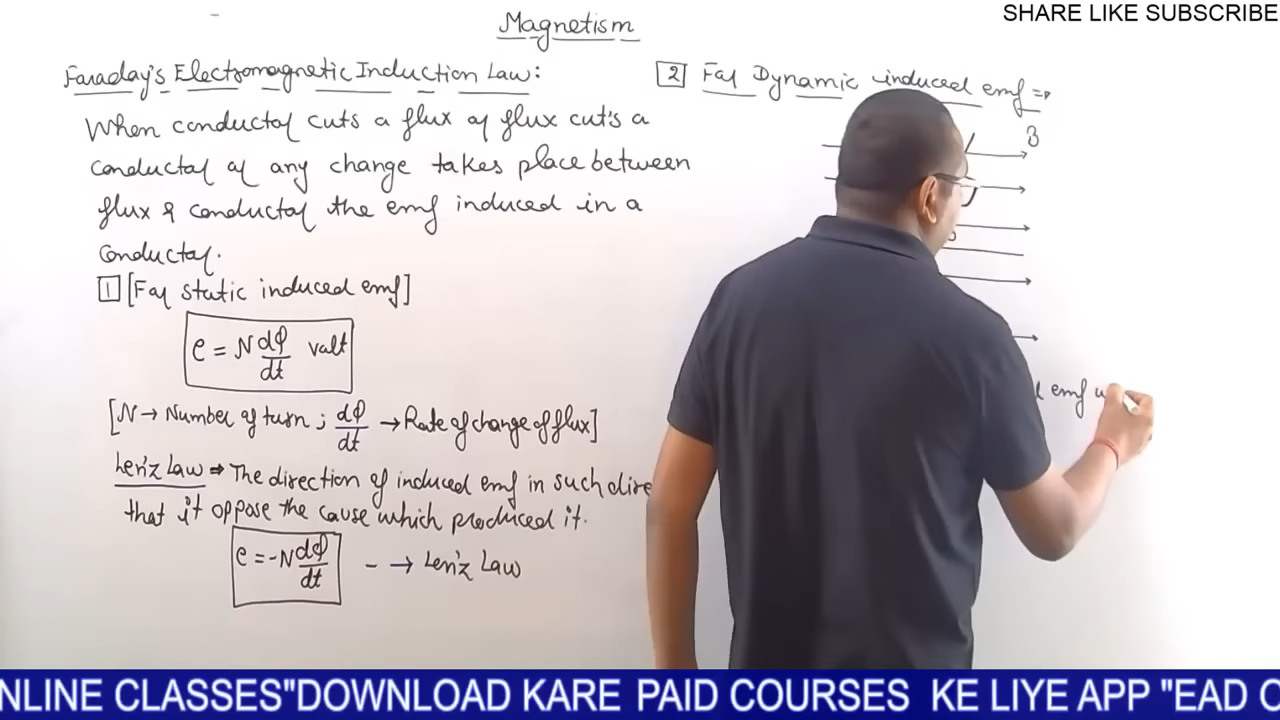 SHARE LIKE SUBSCRIBE
Magnetism
Faraday's Electromagnetic Induction Law:
When conductor cuts a flux or flux cut's a
conductor or any change takes place between
flux & conductor the emf induced in a
conductor.
1 [For static induced emf]
e = N dφ/dt volt
[N → Number of turn ; dφ/dt → Rate of change of flux]
Len'z Law ⇒ The direction of induced emf in such dire
that it oppose the cause which produced it.
e = -N dφ/dt - → Len'z Law
2 For Dynamic induced emf ⇒
B
emf
NLINE CLASSES"DOWNLOAD KARE PAID COURSES KE LIYE APP "EAD C